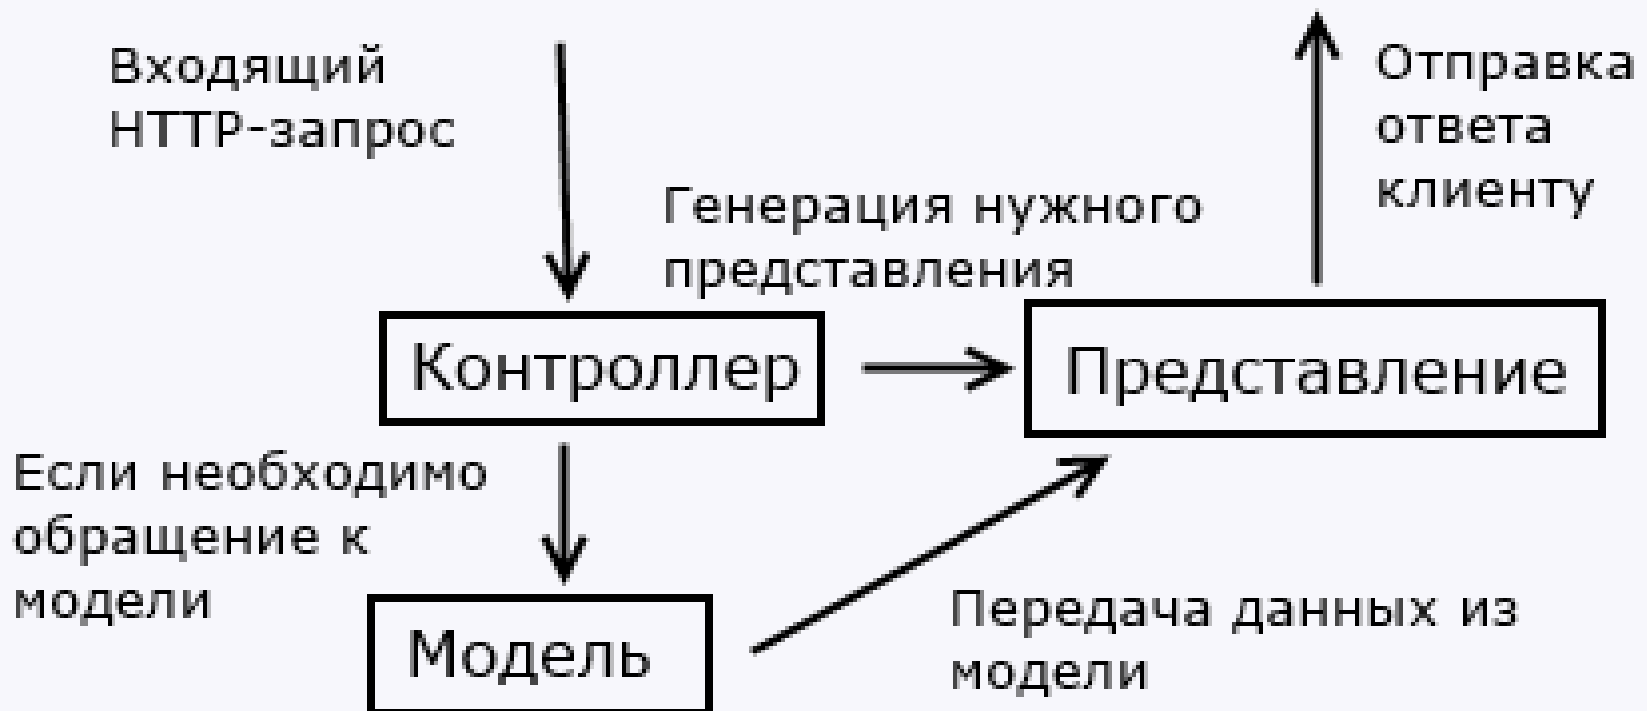 Входящий
HTTP-запрос
Отправка
ответа
клиенту
Генерация нужного
представления
Контроллер
Представление
Если необходимо
обращение к
модели
Модель
Передача данных из
модели